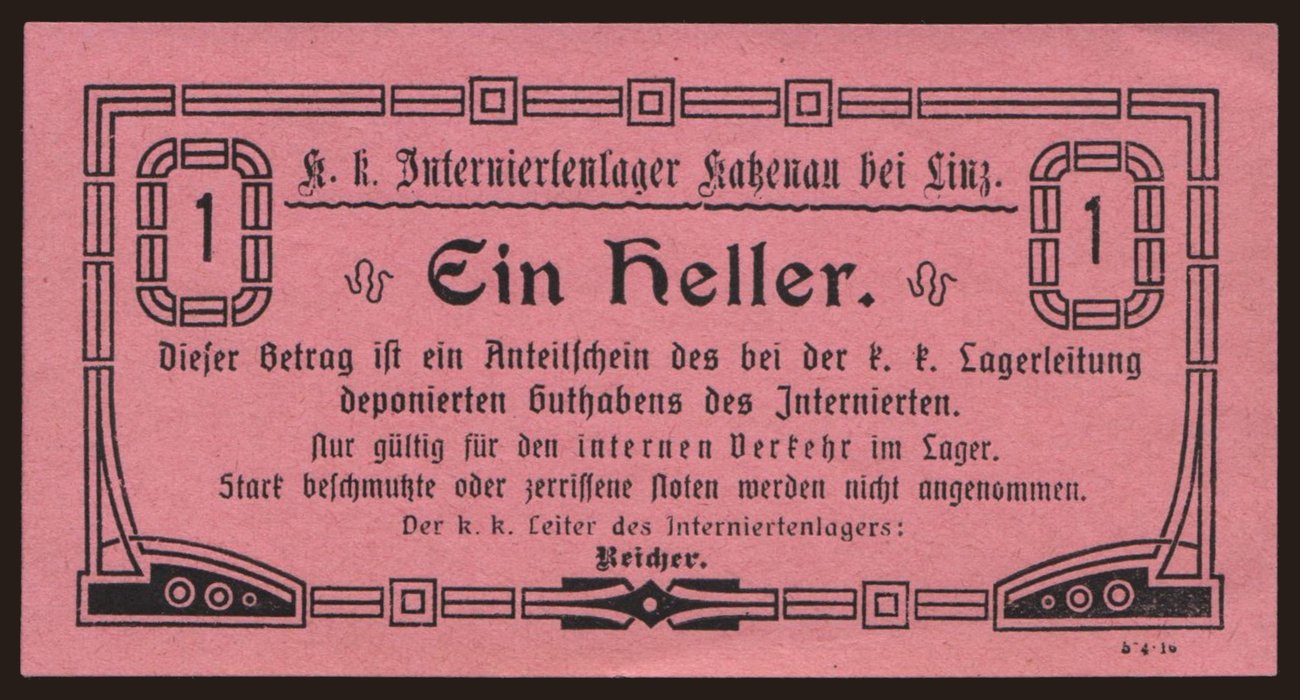 K. k. Interniertenlager Katzenau bei Linz.
1
1
Ein Heller.
Dieser Betrag ist ein Anteilschein des bei der k. k. Lagerleitung
deponierten Guthabens des Internierten.
Nur gültig für den internen Verkehr im Lager.
Stark beschmutzte oder zerrissene Noten werden nicht angenommen.
Der k. k. Leiter des Interniertenlagers:
Reicher.
5-4-16